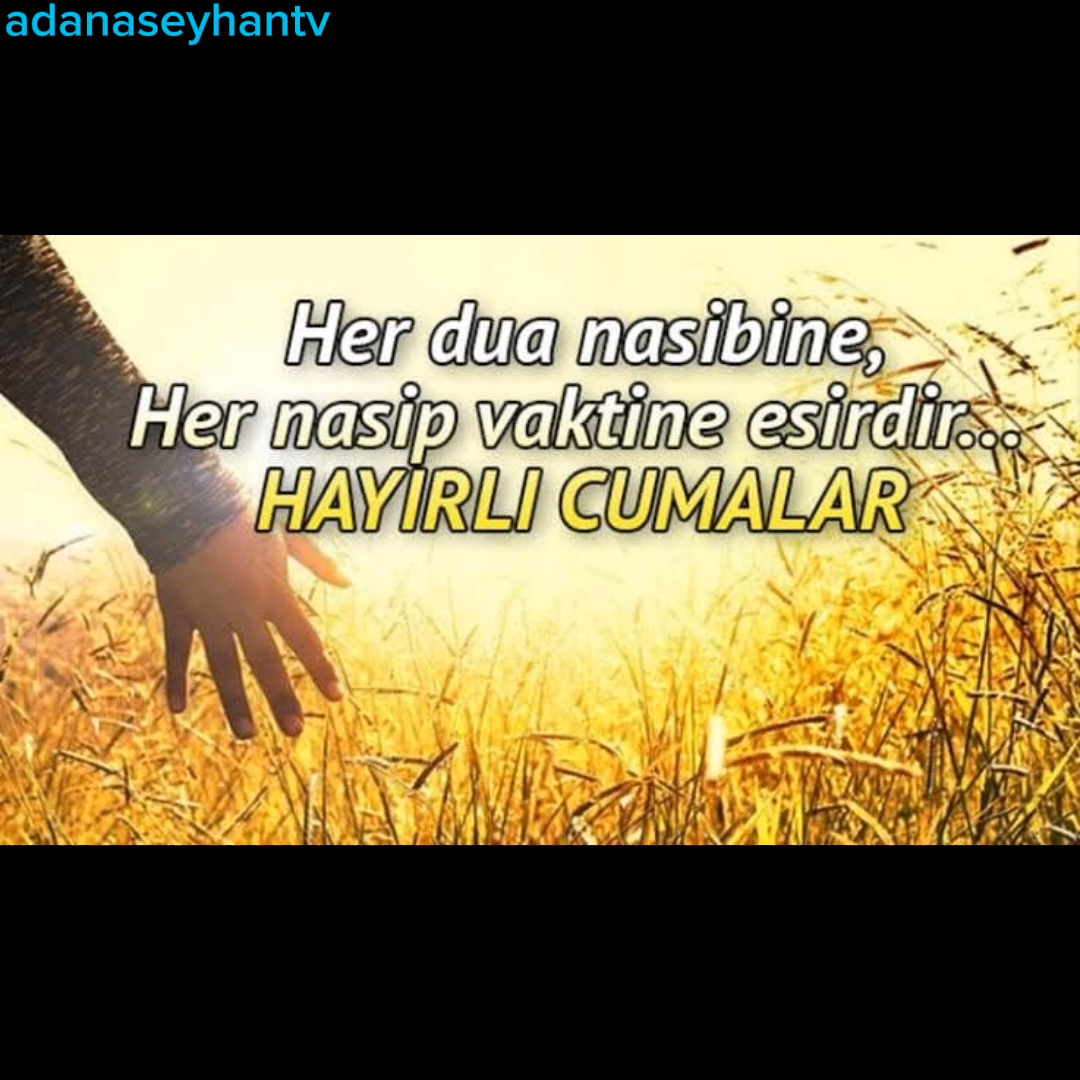 adanaseyhantv
Her dua nasibine,
Her nasip vaktine esirdir...
HAYIRLI CUMALAR